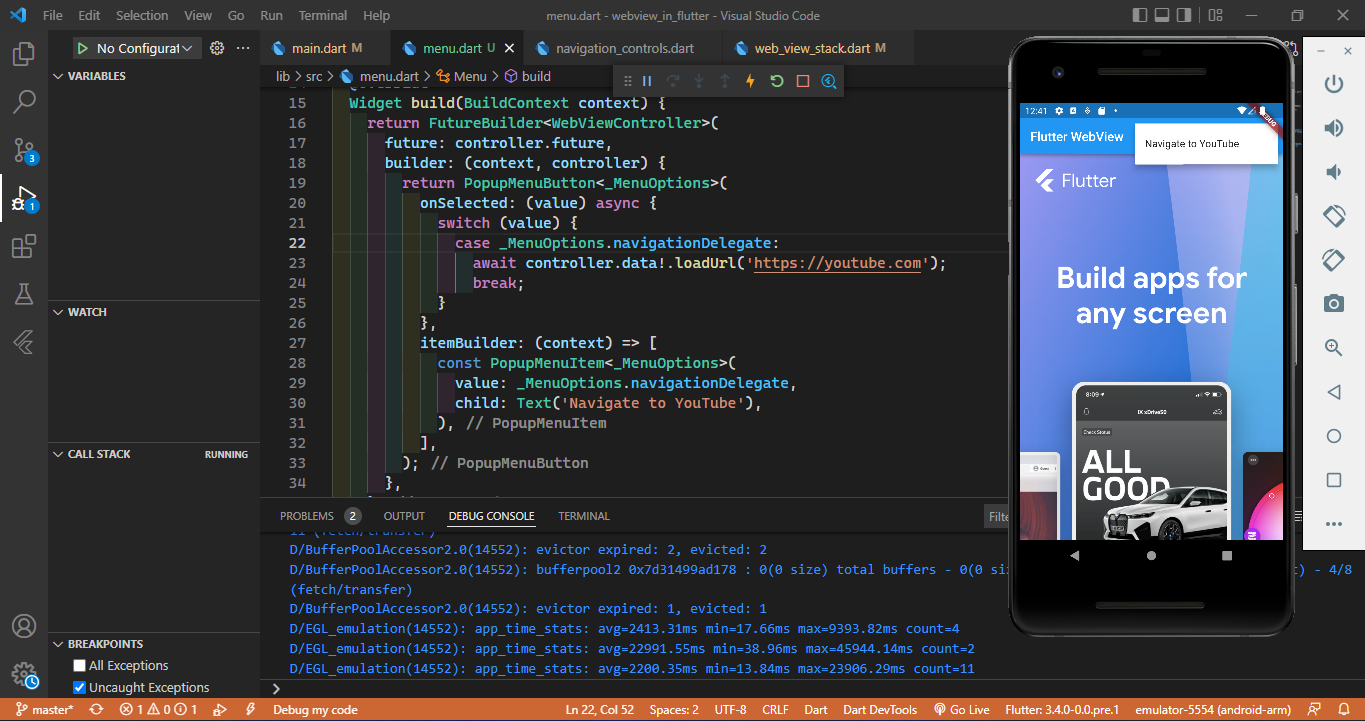 File Edit Selection View Go Run Terminal Help
menu.dart - webview_in_flutter - Visual Studio Code
No Configurat
main.dart M
menu.dart U
navigation_controls.dart
web_view_stack.dart M
VARIABLES
lib > src > menu.dart > Menu > build
15 Widget build(BuildContext context) {
16 return FutureBuilder<WebViewController>(
17 future: controller.future,
18 builder: (context, controller) {
19 return PopupMenuButton<_MenuOptions>(
20 onSelected: (value) async {
21 switch (value) {
22 case _MenuOptions.navigationDelegate:
23 await controller.data!.loadUrl('https://youtube.com');
24 break;
25 }
26 },
27 itemBuilder: (context) => [
28 const PopupMenuItem<_MenuOptions>(
29 value: _MenuOptions.navigationDelegate,
30 child: Text('Navigate to YouTube'),
31 ), // PopupMenuItem
32 ],
33 ); // PopupMenuButton
34 },
3
1
WATCH
CALL STACK
RUNNING
BREAKPOINTS
All Exceptions
Uncaught Exceptions
PROBLEMS 2 OUTPUT DEBUG CONSOLE TERMINAL
Filte
(fetch/transfer)
D/BufferPoolAccessor2.0(14552): evictor expired: 2, evicted: 2
D/BufferPoolAccessor2.0(14552): bufferpool2 0x7d31499ad178 : 0(0 size) total buffers - 0(0 siz
t) - 4/8
(fetch/transfer)
D/BufferPoolAccessor2.0(14552): evictor expired: 1, evicted: 1
D/EGL_emulation(14552): app_time_stats: avg=2413.31ms min=17.66ms max=9393.82ms count=4
D/EGL_emulation(14552): app_time_stats: avg=22991.55ms min=38.96ms max=45944.14ms count=2
D/EGL_emulation(14552): app_time_stats: avg=2200.35ms min=13.84ms max=23906.29ms count=11
12:41
Flutter WebView
Navigate to YouTube
Flutter
Build apps for
any screen
8:09
iX xDrive50
Check Status
ALL
GOOD
master* 1 0 1 Debug my code
Ln 22, Col 52 Spaces: 2 UTF-8 CRLF Dart Dart DevTools Go Live Flutter: 3.4.0-0.0.pre.1 emulator-5554 (android-arm)